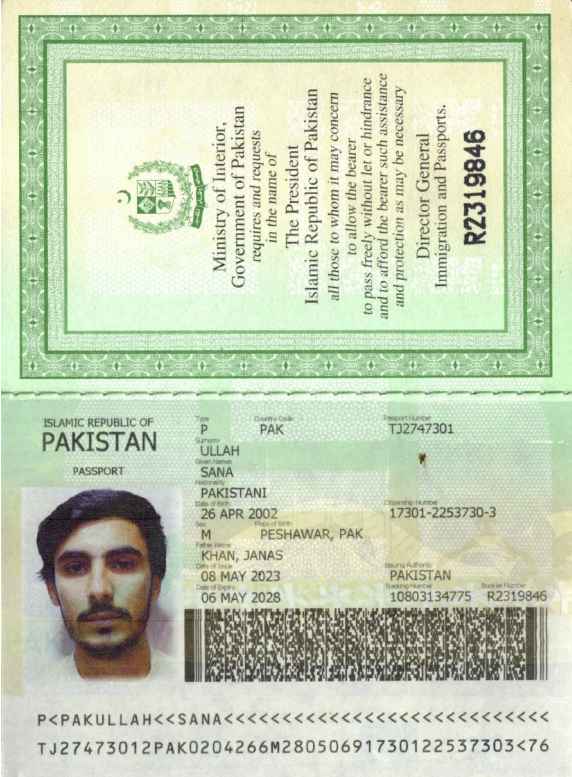 Ministry of Interior,
Government of Pakistan
requires and requests
in the name of
The President
Islamic Republic of Pakistan
all those to whom it may concern
to allow the bearer
to pass freely without let or hindrance
and to afford the bearer such assistance
and protection as may be necessary
Director General
Immigration and Passports.
R2319846
ISLAMIC REPUBLIC OF
PAKISTAN
PASSPORT
Type Country Code Passport Number
P PAK TJ2747301
Surname
ULLAH
Given Names
SANA
Nationality
PAKISTANI
Date of Birth Citizenship Number
26 APR 2002 17301-2253730-3
Sex Place of Birth
M PESHAWAR, PAK
Father Name
KHAN, JANAS
Date of Issue Issuing Authority
08 MAY 2023 PAKISTAN
Date of Expiry Tracking Number Booklet Number
06 MAY 2028 10803134775 R2319846
P<PAKULLAH<<SANA<<<<<<<<<<<<<<<<<<<<<<<<<<<<
TJ27473012PAK0204266M28050691730122537303<76